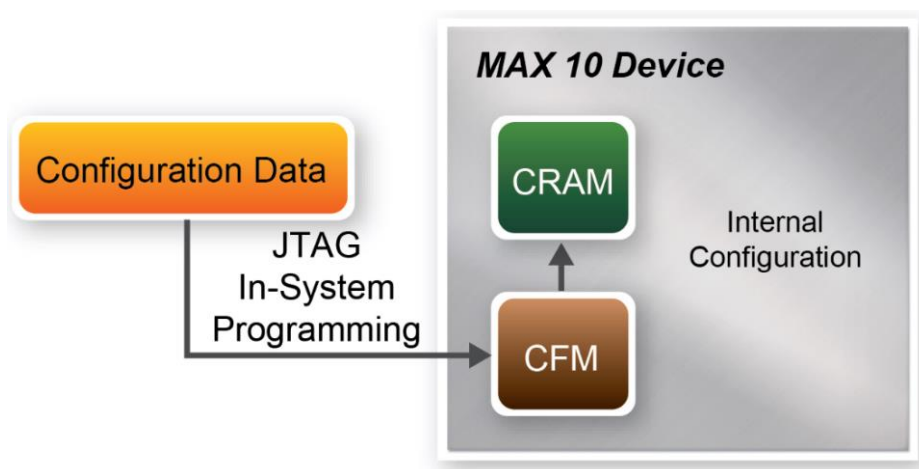 MAX 10 Device
Configuration Data
CRAM
JTAG
In-System
Programming
Internal
Configuration
CFM